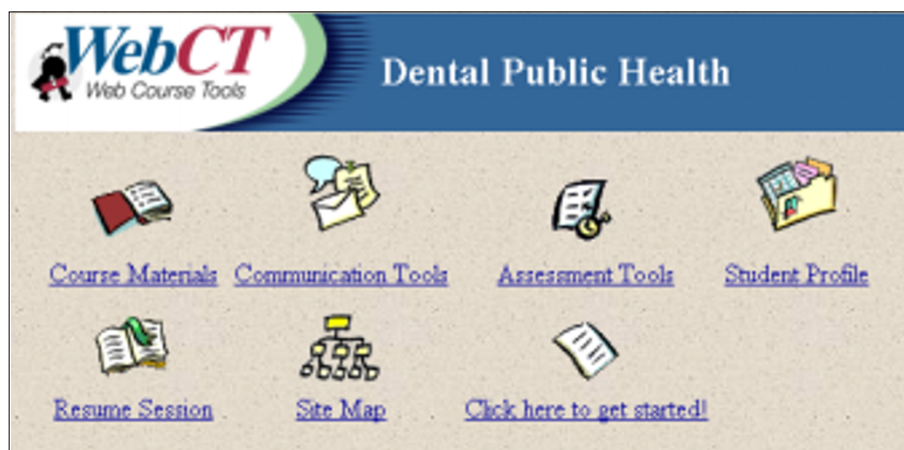 WebCT
Web Course Tools
Dental Public Health
Course Materials
Communication Tools
Assessment Tools
Student Profile
Resume Session
Site Map
Click here to get started!